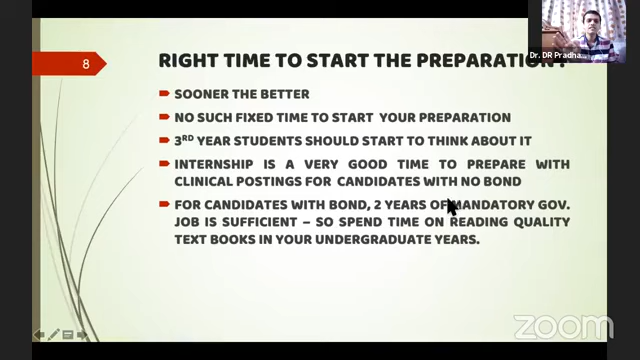 8
RIGHT TIME TO START THE PREPARATION ?
SOONER THE BETTER
NO SUCH FIXED TIME TO START YOUR PREPARATION
3RD YEAR STUDENTS SHOULD START TO THINK ABOUT IT
INTERNSHIP IS A VERY GOOD TIME TO PREPARE WITH
CLINICAL POSTINGS FOR CANDIDATES WITH NO BOND
FOR CANDIDATES WITH BOND, 2 YEARS OF MANDATORY GOV.
JOB IS SUFFICIENT – SO SPEND TIME ON READING QUALITY
TEXT BOOKS IN YOUR UNDERGRADUATE YEARS.
Dr. DR Pradha...
zoom